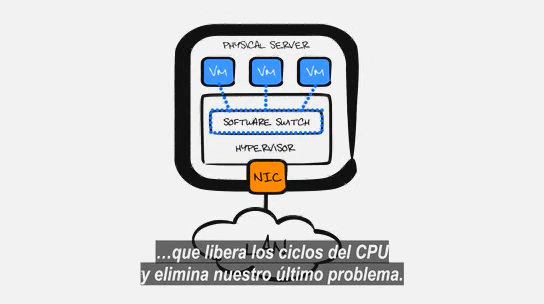 PHYSICAL SERVER
VM VM VM
SOFTWARE SWITCH
HYPERVISOR
NIC
LAN
...que libera los ciclos del CPU
y elimina nuestro último problema.